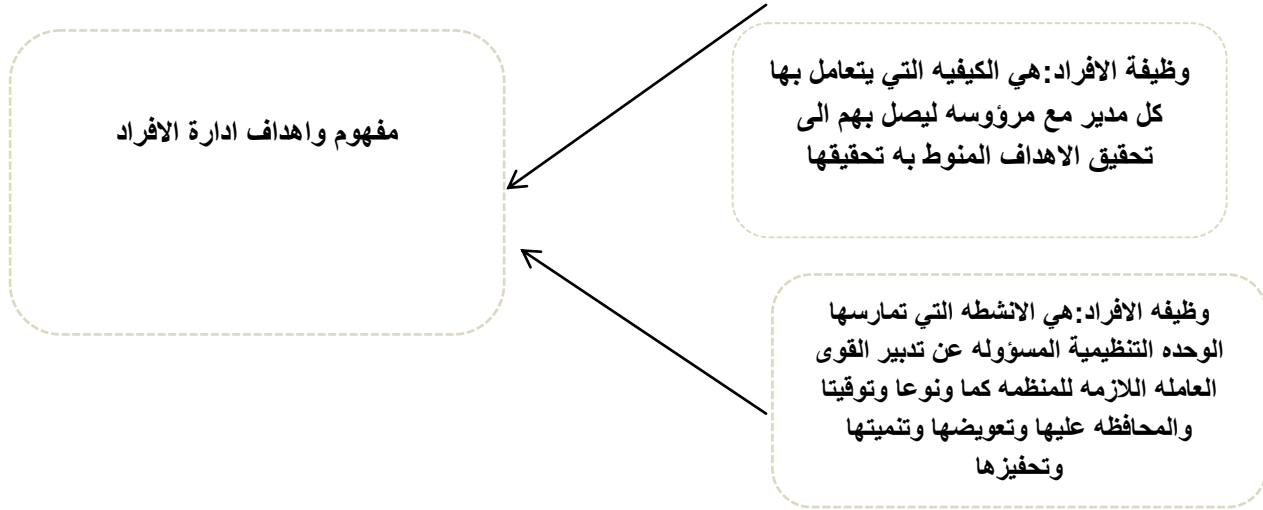 مفهوم واهداف ادارة الافراد
وظيفة الافراد:هي الكيفيه التي يتعامل بها
كل مدير مع مرؤوسه ليصل بهم الى
تحقيق الاهداف المنوط به تحقيقها
وظيفه الافراد:هي الانشطه التي تمارسها
الوحده التنظيمية المسؤوله عن تدبير القوى
العامله اللازمه للمنظمه كما ونوعا وتوقيتا
والمحافظه عليها وتعويضها وتنميتها
وتحفيزها